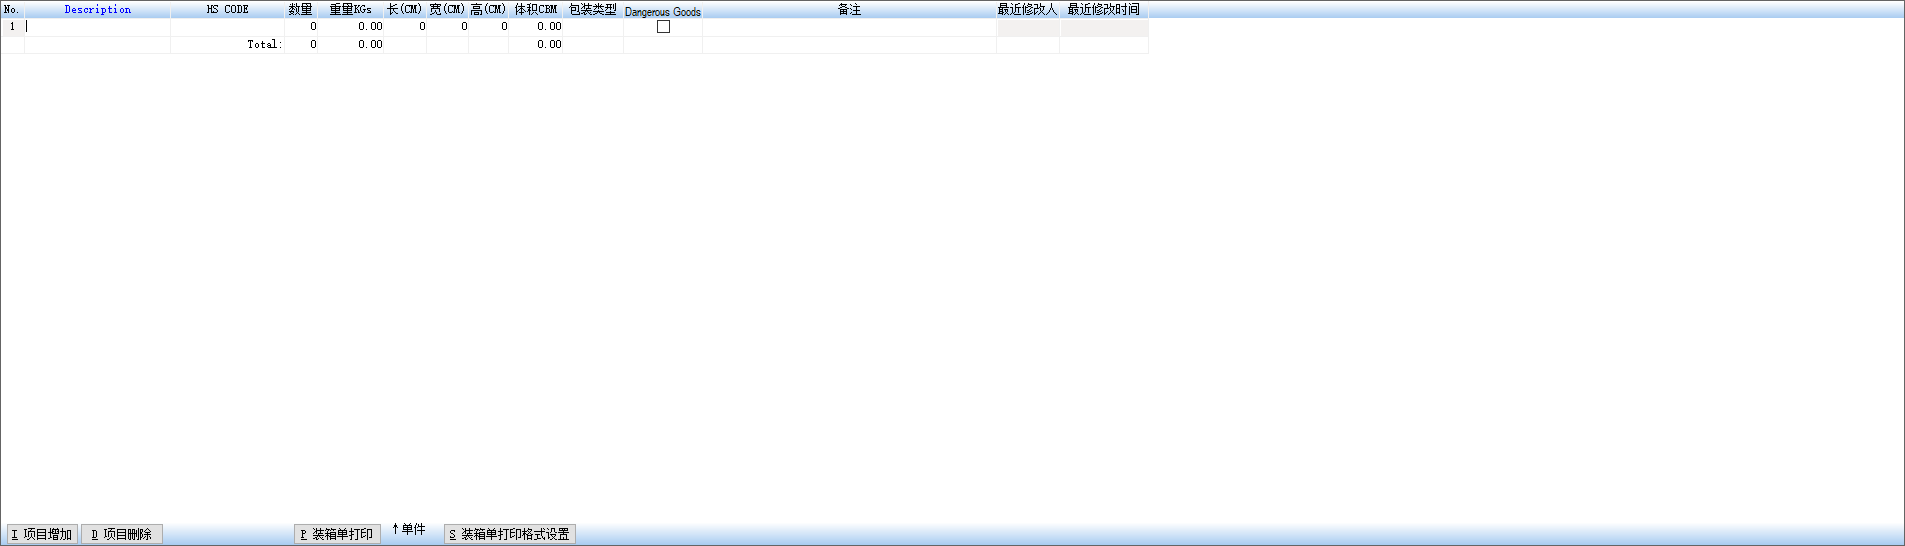 No. Description HS CODE 数量 重量KGs 长(CM) 宽(CM) 高(CM) 体积CBM 包装类型 Dangerous Goods 备注 最近修改人 最近修改时间
1 0 0.00 0 0 0 0.00
Total: 0 0.00 0.00
I 项目增加 D 项目删除 P 装箱单打印 ↑单件 S 装箱单打印格式设置